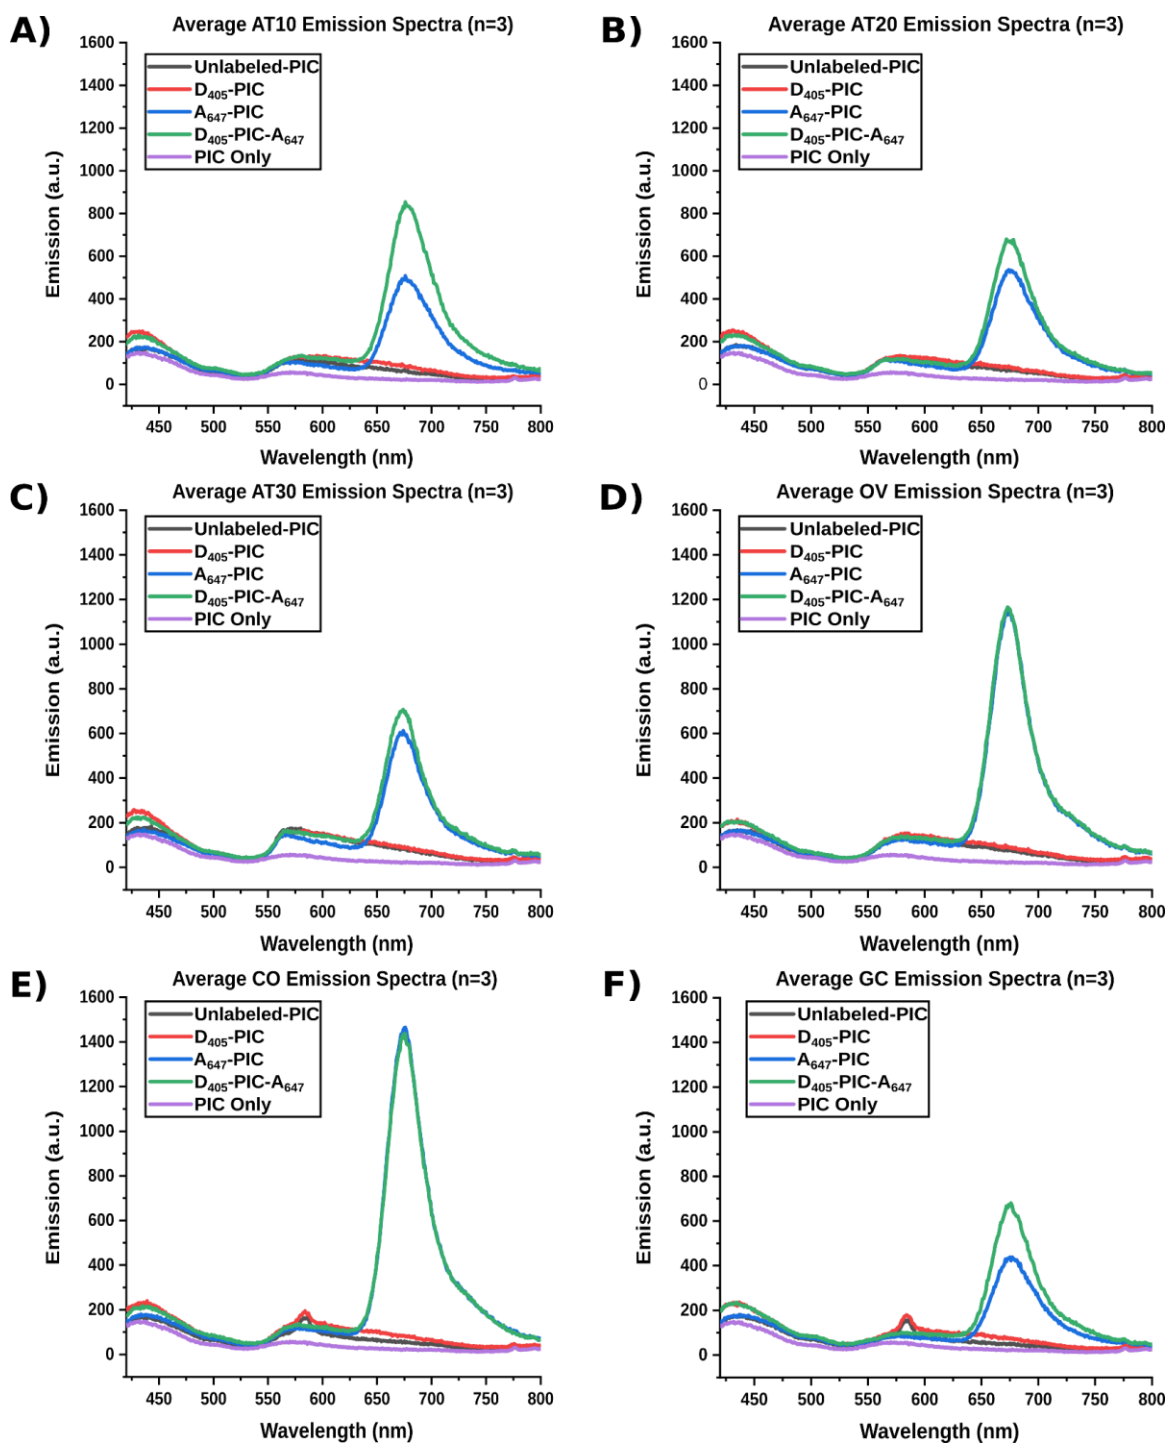 A)
Average AT10 Emission Spectra (n=3)
Emission (a.u.)
1600
1400
1200
1000
800
600
400
200
0
Unlabeled-PIC
D₄₀₅-PIC
A₆₄₇-PIC
D₄₀₅-PIC-A₆₄₇
PIC Only
450 500 550 600 650 700 750 800
Wavelength (nm)
B)
Average AT20 Emission Spectra (n=3)
Emission (a.u.)
1600
1400
1200
1000
800
600
400
200
0
Unlabeled-PIC
D₄₀₅-PIC
A₆₄₇-PIC
D₄₀₅-PIC-A₆₄₇
PIC Only
450 500 550 600 650 700 750 800
Wavelength (nm)
C)
Average AT30 Emission Spectra (n=3)
Emission (a.u.)
1600
1400
1200
1000
800
600
400
200
0
Unlabeled-PIC
D₄₀₅-PIC
A₆₄₇-PIC
D₄₀₅-PIC-A₆₄₇
PIC Only
450 500 550 600 650 700 750 800
Wavelength (nm)
D)
Average OV Emission Spectra (n=3)
Emission (a.u.)
1600
1400
1200
1000
800
600
400
200
0
Unlabeled-PIC
D₄₀₅-PIC
A₆₄₇-PIC
D₄₀₅-PIC-A₆₄₇
PIC Only
450 500 550 600 650 700 750 800
Wavelength (nm)
E)
Average CO Emission Spectra (n=3)
Emission (a.u.)
1600
1400
1200
1000
800
600
400
200
0
Unlabeled-PIC
D₄₀₅-PIC
A₆₄₇-PIC
D₄₀₅-PIC-A₆₄₇
PIC Only
450 500 550 600 650 700 750 800
Wavelength (nm)
F)
Average GC Emission Spectra (n=3)
Emission (a.u.)
1600
1400
1200
1000
800
600
400
200
0
Unlabeled-PIC
D₄₀₅-PIC
A₆₄₇-PIC
D₄₀₅-PIC-A₆₄₇
PIC Only
450 500 550 600 650 700 750 800
Wavelength (nm)